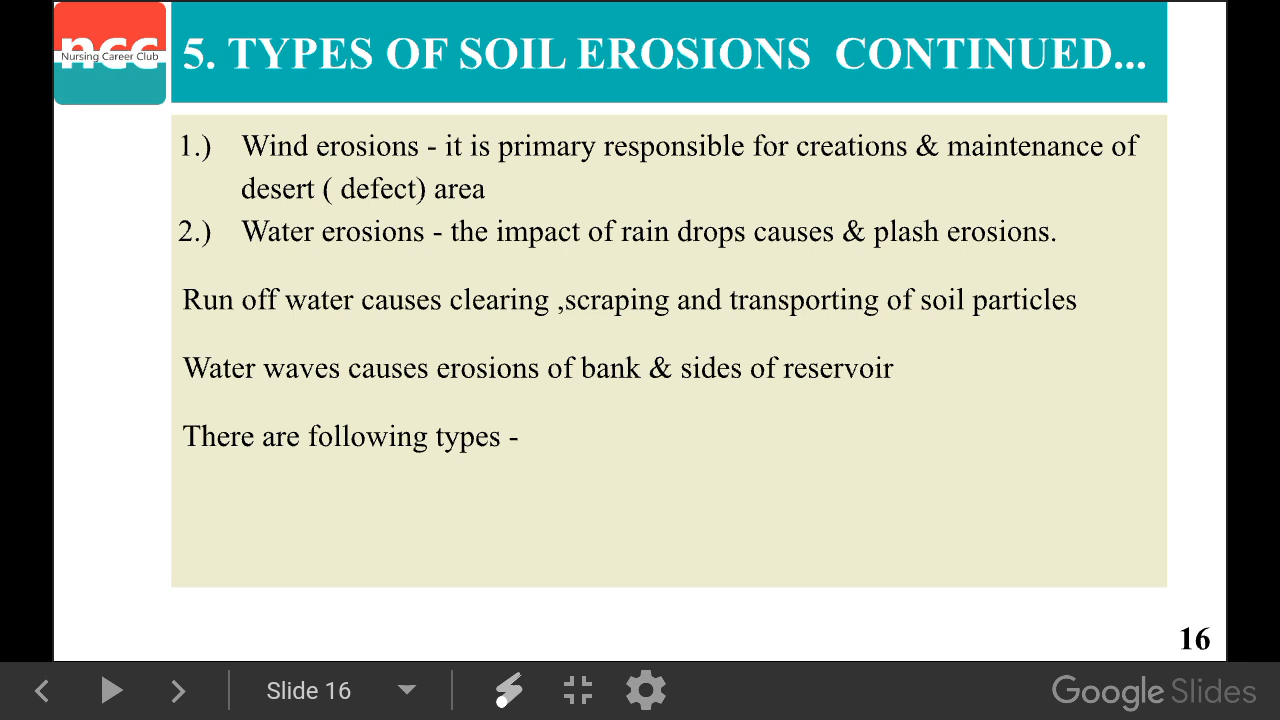 ncc
Nursing Career Club
5. TYPES OF SOIL EROSIONS CONTINUED...
1.) Wind erosions - it is primary responsible for creations & maintenance of
desert ( defect) area
2.) Water erosions - the impact of rain drops causes & plash erosions.
Run off water causes clearing ,scraping and transporting of soil particles
Water waves causes erosions of bank & sides of reservoir
There are following types -
16
Slide 16
Google Slides